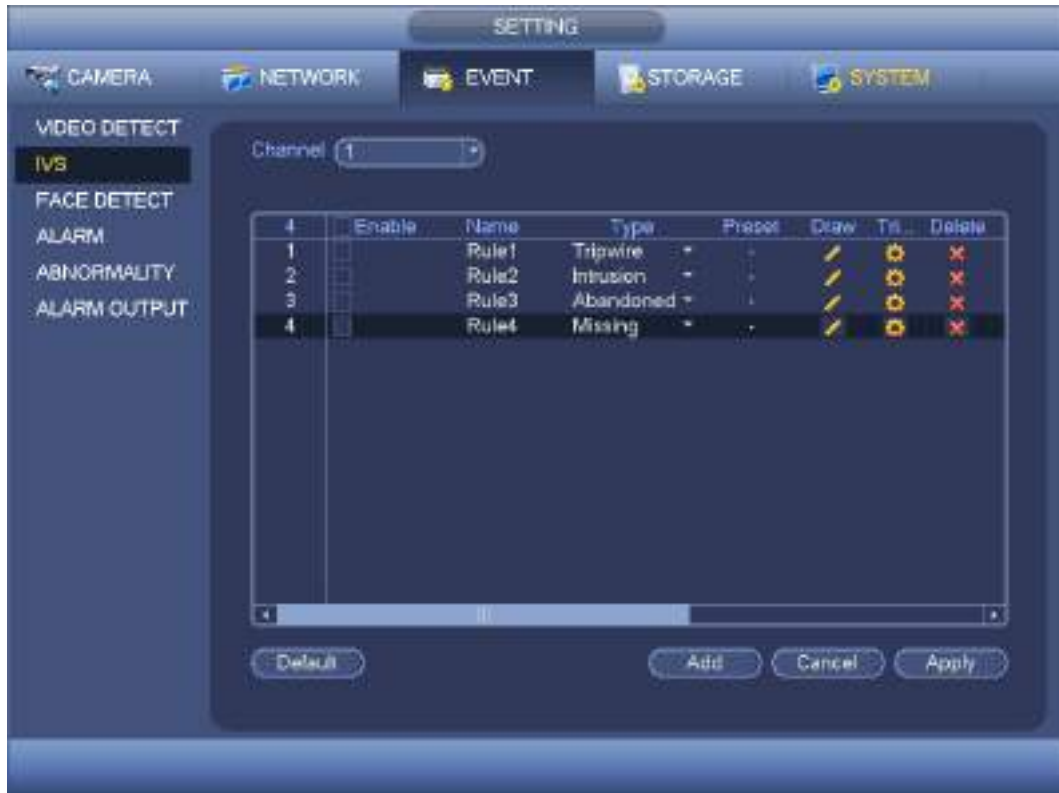 SETTING
CAMERA NETWORK EVENT STORAGE SYSTEM
VIDEO DETECT
IVS
FACE DETECT
ALARM
ABNORMALITY
ALARM OUTPUT
Channel 1
4 Enable Name Type Preset Draw Tri... Delete
1 Rule1 Tripwire
2 Rule2 Intrusion
3 Rule3 Abandoned
4 Rule4 Missing
Default Add Cancel Apply